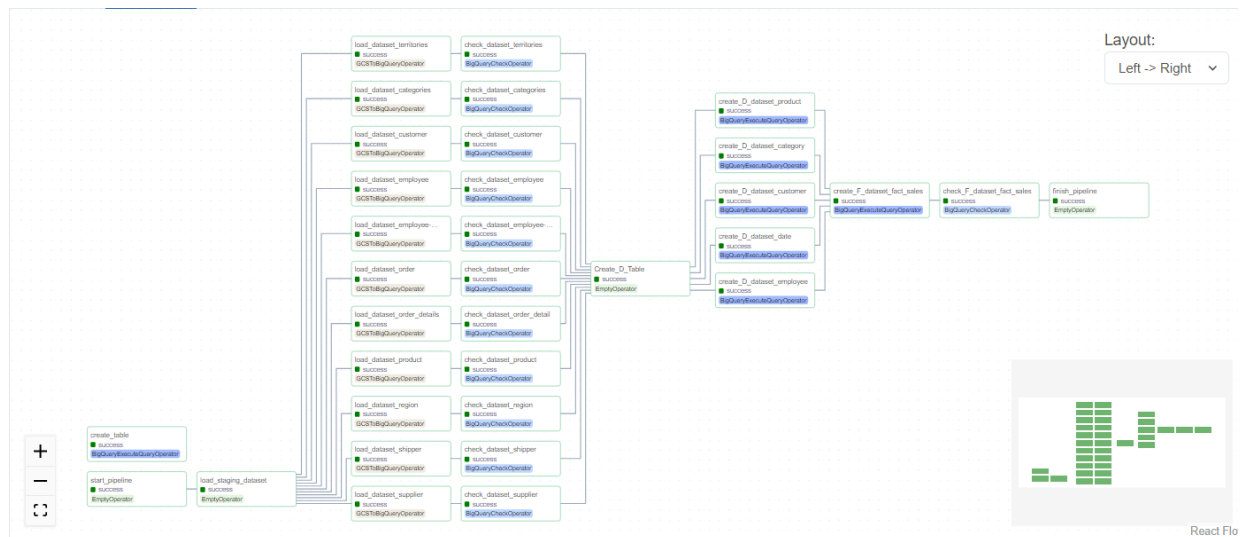 Layout:
Left -> Right
load_dataset_territories
success
GCSToBigQueryOperator
check_dataset_territories
success
BigQueryCheckOperator
load_dataset_categories
success
GCSToBigQueryOperator
check_dataset_categories
success
BigQueryCheckOperator
load_dataset_customer
success
GCSToBigQueryOperator
check_dataset_customer
success
BigQueryCheckOperator
load_dataset_employee
success
GCSToBigQueryOperator
check_dataset_employee
success
BigQueryCheckOperator
load_dataset_employee-...
success
GCSToBigQueryOperator
check_dataset_employee-...
success
BigQueryCheckOperator
load_dataset_order
success
GCSToBigQueryOperator
check_dataset_order
success
BigQueryCheckOperator
load_dataset_order_details
success
GCSToBigQueryOperator
check_dataset_order_detail
success
BigQueryCheckOperator
load_dataset_product
success
GCSToBigQueryOperator
check_dataset_product
success
BigQueryCheckOperator
load_dataset_region
success
GCSToBigQueryOperator
check_dataset_region
success
BigQueryCheckOperator
load_dataset_shipper
success
GCSToBigQueryOperator
check_dataset_shipper
success
BigQueryCheckOperator
load_dataset_supplier
success
GCSToBigQueryOperator
check_dataset_supplier
success
BigQueryCheckOperator
create_table
success
BigQueryExecuteQueryOperator
start_pipeline
success
EmptyOperator
load_staging_dataset
success
EmptyOperator
Create_D_Table
success
EmptyOperator
create_D_dataset_product
success
BigQueryExecuteQueryOperator
create_D_dataset_category
success
BigQueryExecuteQueryOperator
create_D_dataset_customer
success
BigQueryExecuteQueryOperator
create_D_dataset_date
success
BigQueryExecuteQueryOperator
create_D_dataset_employee
success
BigQueryExecuteQueryOperator
create_F_dataset_fact_sales
success
BigQueryExecuteQueryOperator
check_F_dataset_fact_sales
success
BigQueryCheckOperator
finish_pipeline
success
EmptyOperator
React Flo